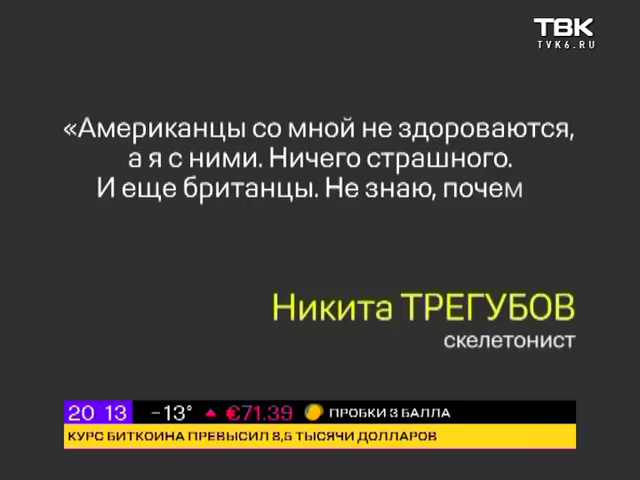 ТВК
TVK6.RU
«Американцы со мной не здороваются,
а я с ними. Ничего страшного.
И еще британцы. Не знаю, почем
Никита ТРЕГУБОВ
скелетонист
20 13 -13° €71.39 ПРОБКИ 3 БАЛЛА
КУРС БИТКОИНА ПРЕВЫСИЛ 8,5 ТЫСЯЧИ ДОЛЛАРОВ